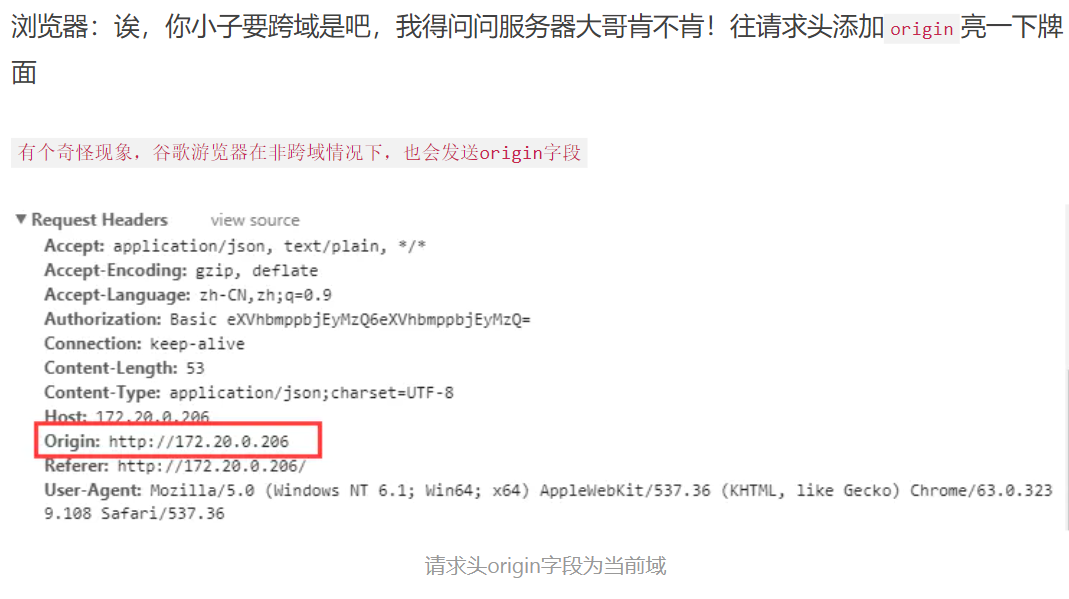 浏览器：诶，你小子要跨域是吧，我得问问服务器大哥肯不肯！往请求头添加origin亮一下牌
面
有个奇怪现象，谷歌游览器在非跨域情况下，也会发送origin字段
▼Request Headers view source
Accept: application/json, text/plain, */*
Accept-Encoding: gzip, deflate
Accept-Language: zh-CN,zh;q=0.9
Authorization: Basic eXVhbmppbjEyMzQ6eXVhbmppbjEyMzQ=
Connection: keep-alive
Content-Length: 53
Content-Type: application/json;charset=UTF-8
Host: 172.20.0.206
Origin: http://172.20.0.206
Referer: http://172.20.0.206/
User-Agent: Mozilla/5.0 (Windows NT 6.1; Win64; x64) AppleWebKit/537.36 (KHTML, like Gecko) Chrome/63.0.323
9.108 Safari/537.36
请求头origin字段为当前域